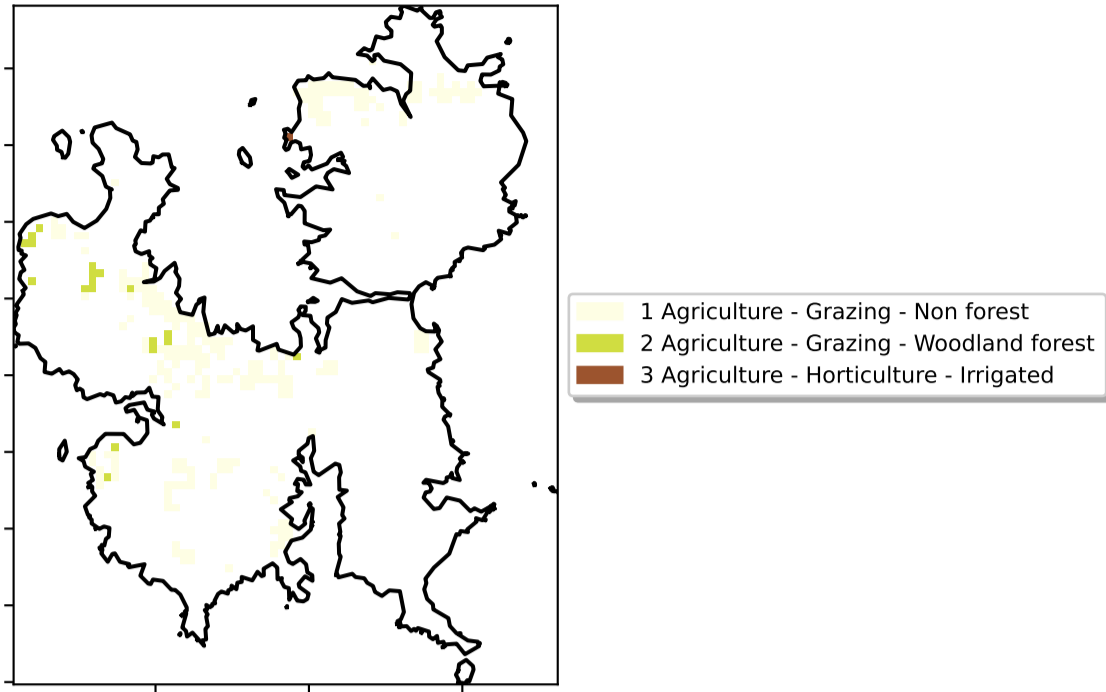 1 Agriculture - Grazing - Non forest
2 Agriculture - Grazing - Woodland forest
3 Agriculture - Horticulture - Irrigated